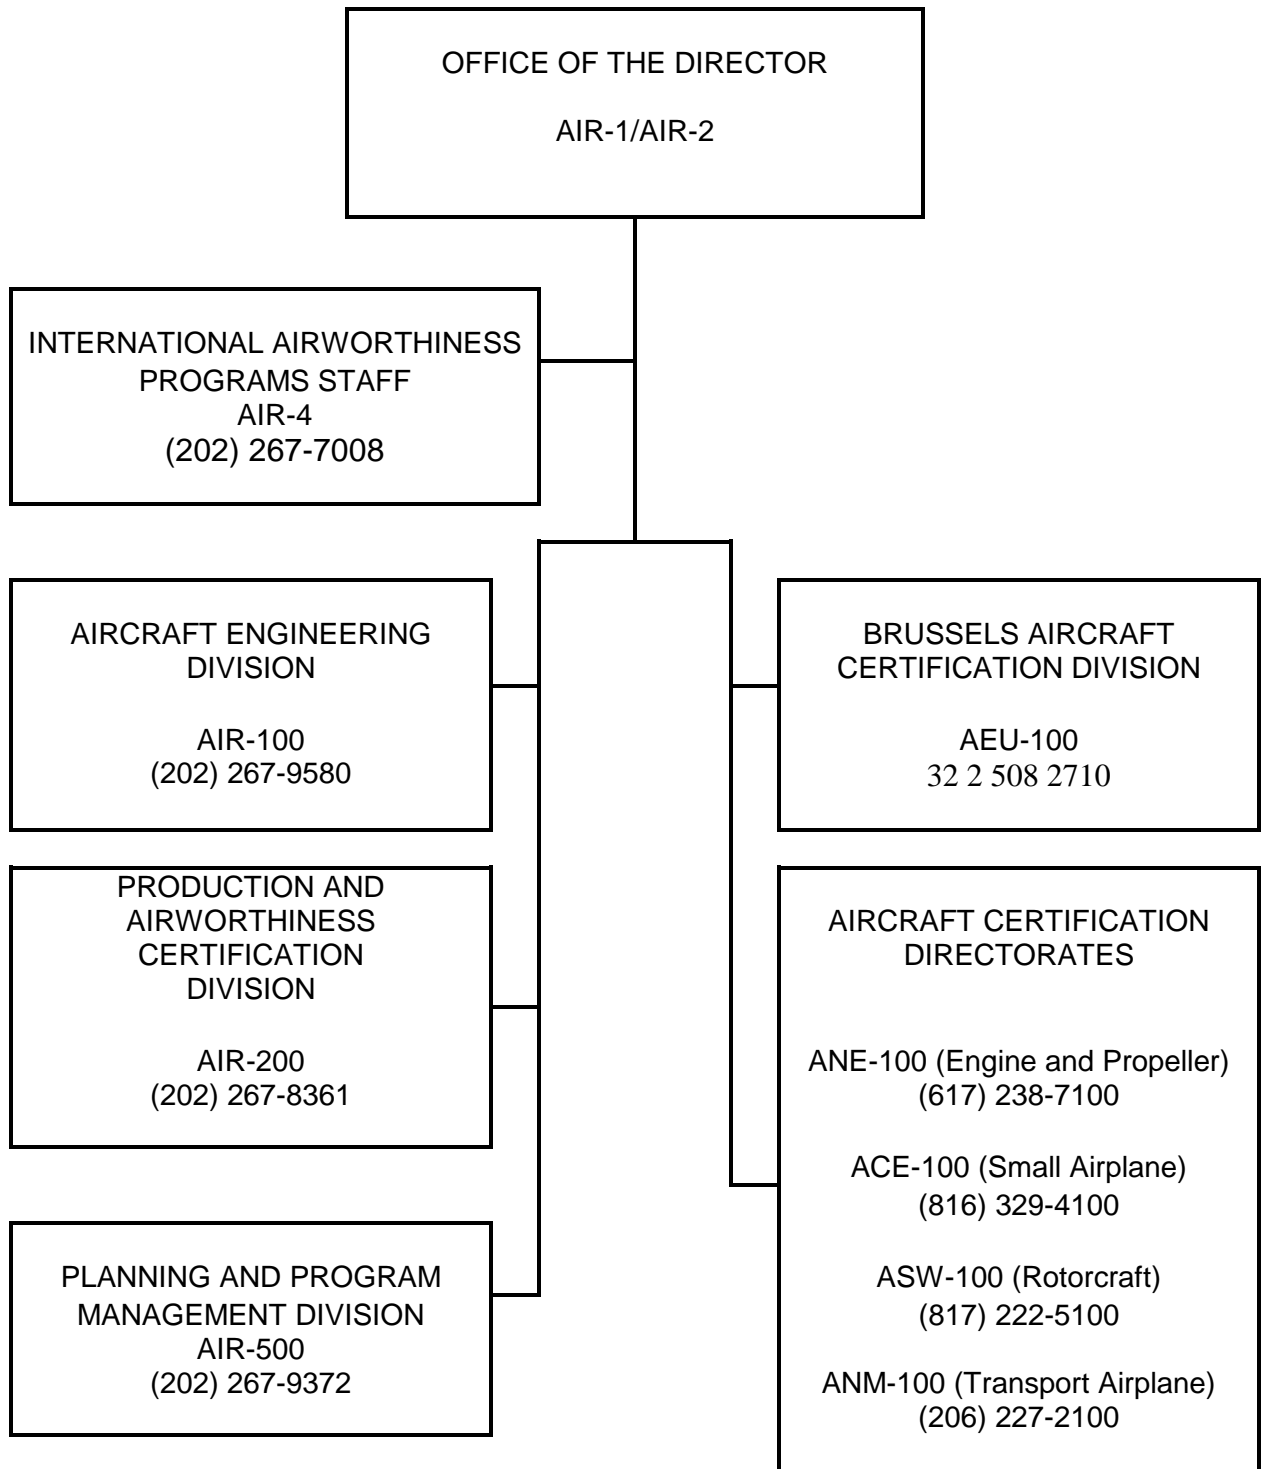 OFFICE OF THE DIRECTOR
AIR-1/AIR-2
INTERNATIONAL AIRWORTHINESS
PROGRAMS STAFF
AIR-4
(202) 267-7008
AIRCRAFT ENGINEERING
DIVISION
AIR-100
(202) 267-9580
PRODUCTION AND
AIRWORTHINESS
CERTIFICATION
DIVISION
AIR-200
(202) 267-8361
PLANNING AND PROGRAM
MANAGEMENT DIVISION
AIR-500
(202) 267-9372
BRUSSELS AIRCRAFT
CERTIFICATION DIVISION
AEU-100
32 2 508 2710
AIRCRAFT CERTIFICATION
DIRECTORATES
ANE-100 (Engine and Propeller)
(617) 238-7100
ACE-100 (Small Airplane)
(816) 329-4100
ASW-100 (Rotorcraft)
(817) 222-5100
ANM-100 (Transport Airplane)
(206) 227-2100